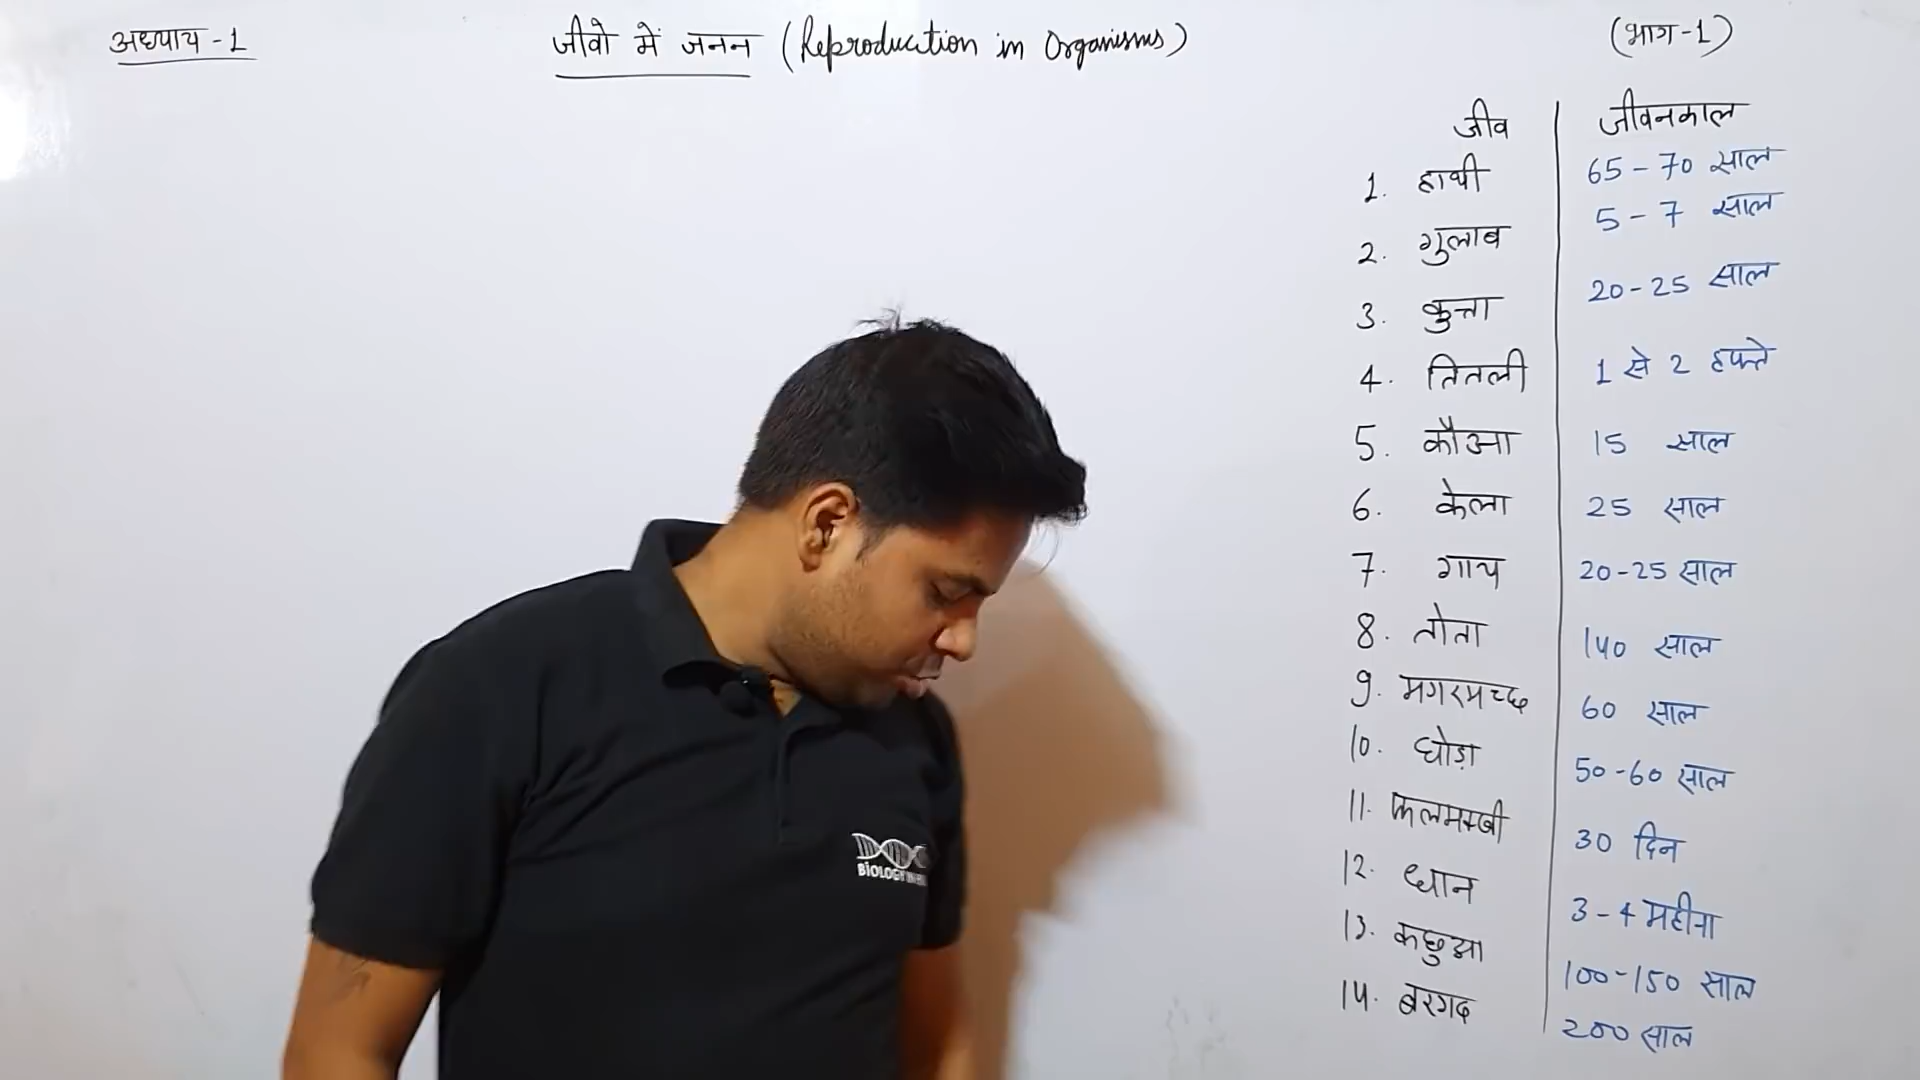 अध्याय - 1
जीवो में जनन (Reproduction in Organisms)
(भाग-1)
जीव | जीवनकाल
1. हाथी 65 - 70 साल
2. गुलाब 5 - 7 साल
3. कुत्ता 20-25 साल
4. तितली 1 से 2 हफ्ते
5. कौआ 15 साल
6. केला 25 साल
7. गाय 20-25 साल
8. तोता 140 साल
9. मगरमच्छ 60 साल
10. घोड़ा 50-60 साल
11. फलमक्खी 30 दिन
12. धान 3-4 महीना
13. कछुआ 100-150 साल
14. बरगद 200 साल